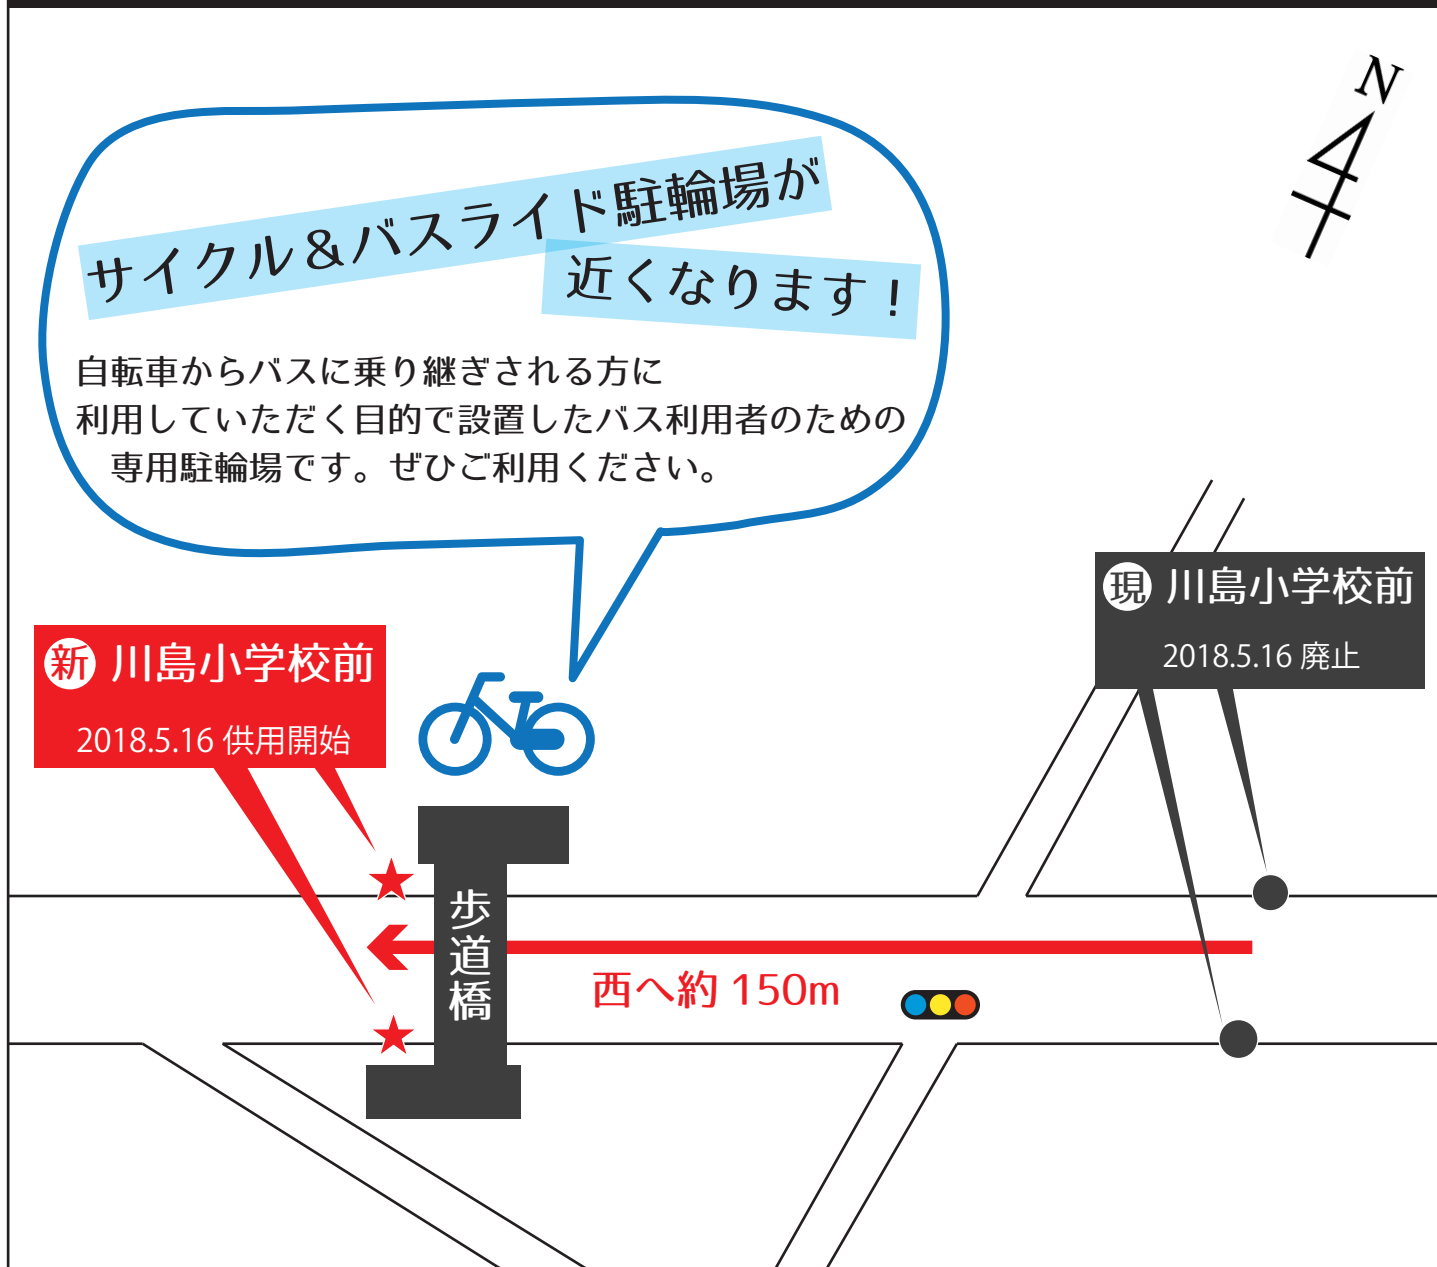 N
サイクル＆バスライド駐輪場が
近くなります！
自転車からバスに乗り継ぎされる方に
利用していただく目的で設置したバス利用者のための
専用駐輪場です。ぜひご利用ください。
現 川島小学校前
2018.5.16 廃止
新 川島小学校前
2018.5.16 供用開始
歩道橋
西へ約 150m